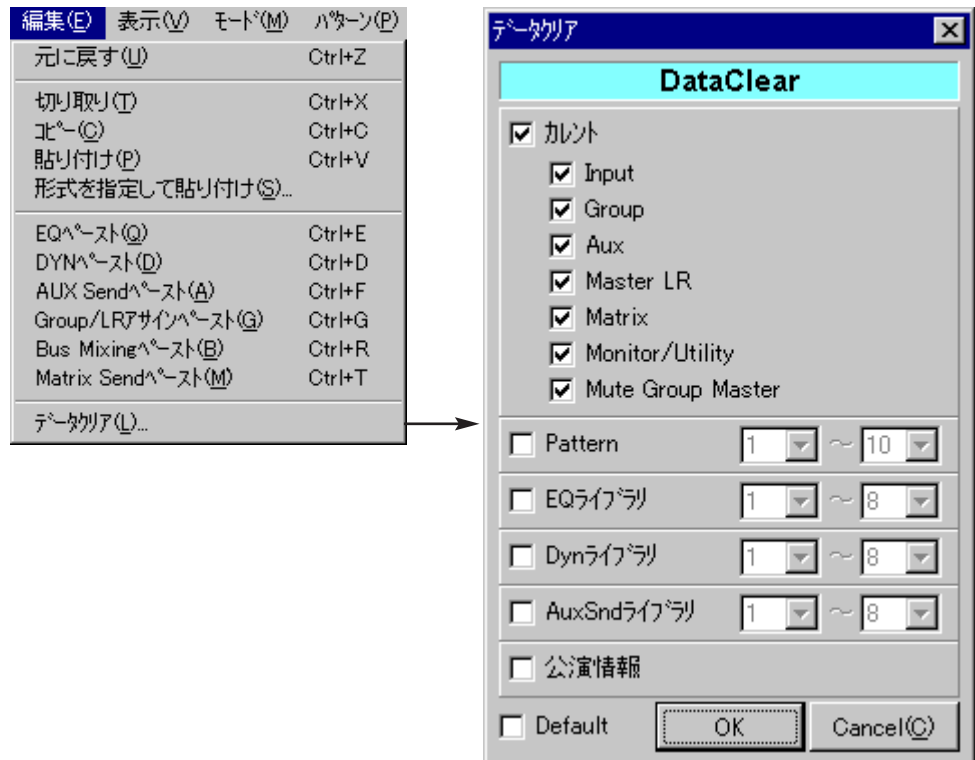 編集(E) 表示(V) モード(M) パターン(P)
元に戻す(U) Ctrl+Z
切り取り(T) Ctrl+X
コピー(C) Ctrl+C
貼り付け(P) Ctrl+V
形式を指定して貼り付け(S)...
EQペースト(Q) Ctrl+E
DYNペースト(D) Ctrl+D
AUX Sendペースト(A) Ctrl+F
Group/LRアサインペースト(G) Ctrl+G
Bus Mixingペースト(B) Ctrl+R
Matrix Sendペースト(M) Ctrl+T
データクリア(L)...
データクリア
DataClear
カレント
Input
Group
Aux
Master LR
Matrix
Monitor/Utility
Mute Group Master
Pattern 1 ～ 10
EQライブラリ 1 ～ 8
Dynライブラリ 1 ～ 8
AuxSndライブラリ 1 ～ 8
公演情報
Default OK Cancel(C)